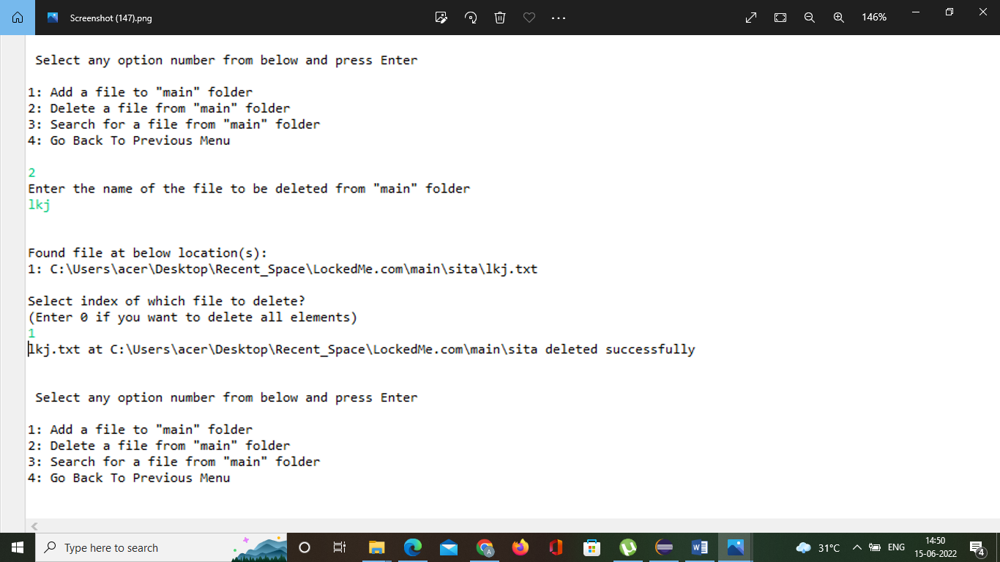 Screenshot (147).png
146%
Select any option number from below and press Enter
1: Add a file to "main" folder
2: Delete a file from "main" folder
3: Search for a file from "main" folder
4: Go Back To Previous Menu
2
Enter the name of the file to be deleted from "main" folder
lkj
Found file at below location(s):
1: C:\Users\acer\Desktop\Recent_Space\LockedMe.com\main\sita\lkj.txt
Select index of which file to delete?
(Enter 0 if you want to delete all elements)
1
lkj.txt at C:\Users\acer\Desktop\Recent_Space\LockedMe.com\main\sita deleted successfully
Select any option number from below and press Enter
1: Add a file to "main" folder
2: Delete a file from "main" folder
3: Search for a file from "main" folder
4: Go Back To Previous Menu
Type here to search
31°C
ENG
14:50
15-06-2022
4